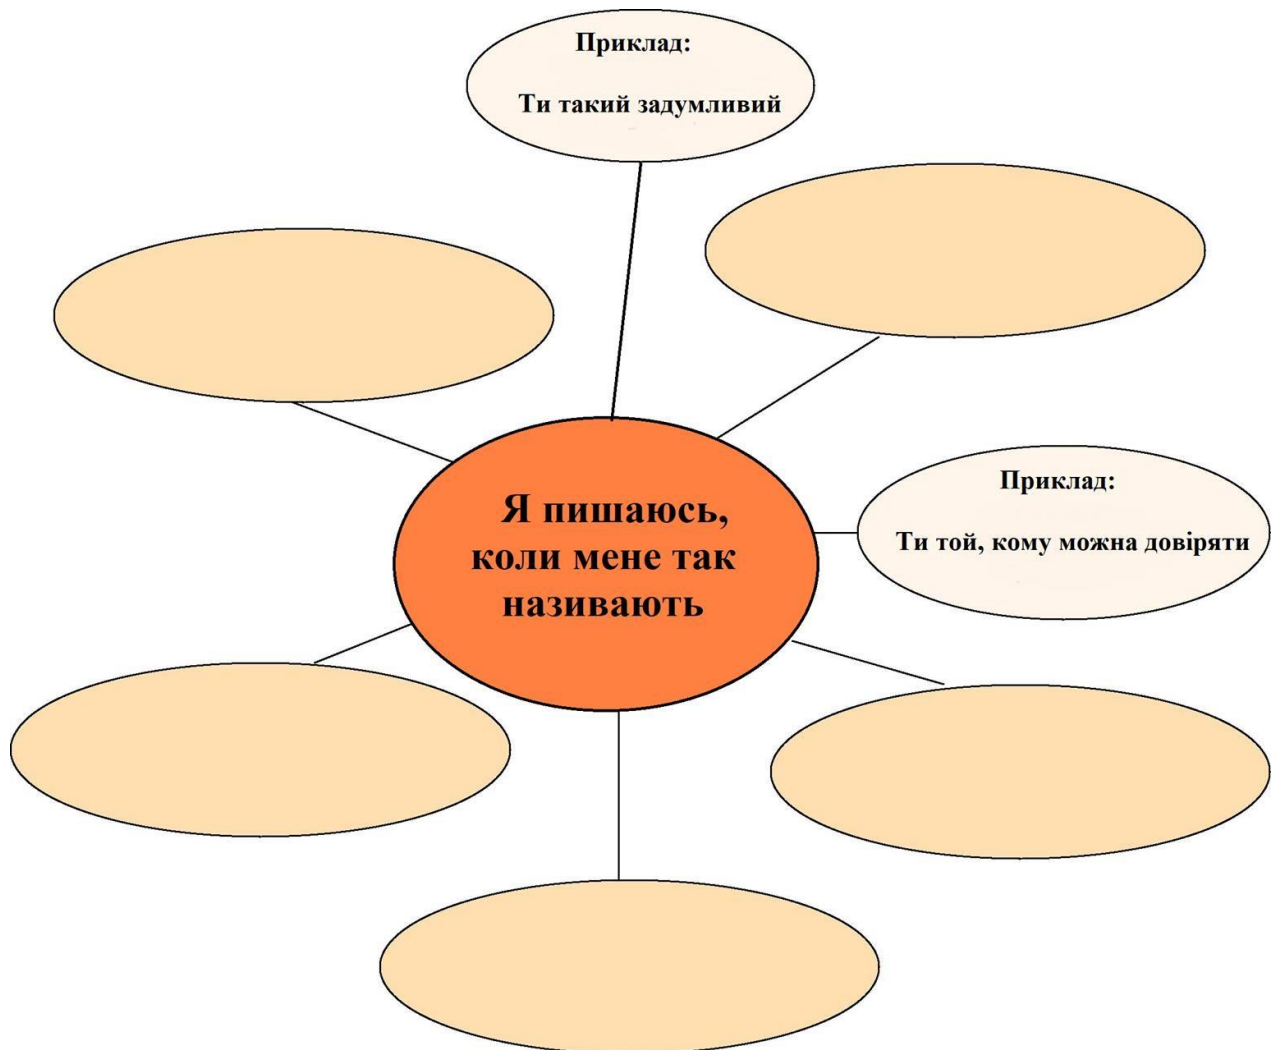 Приклад:
Ти такий задумливий
Приклад:
Ти той, кому можна довіряти
Я пишаюсь,
коли мене так
називають